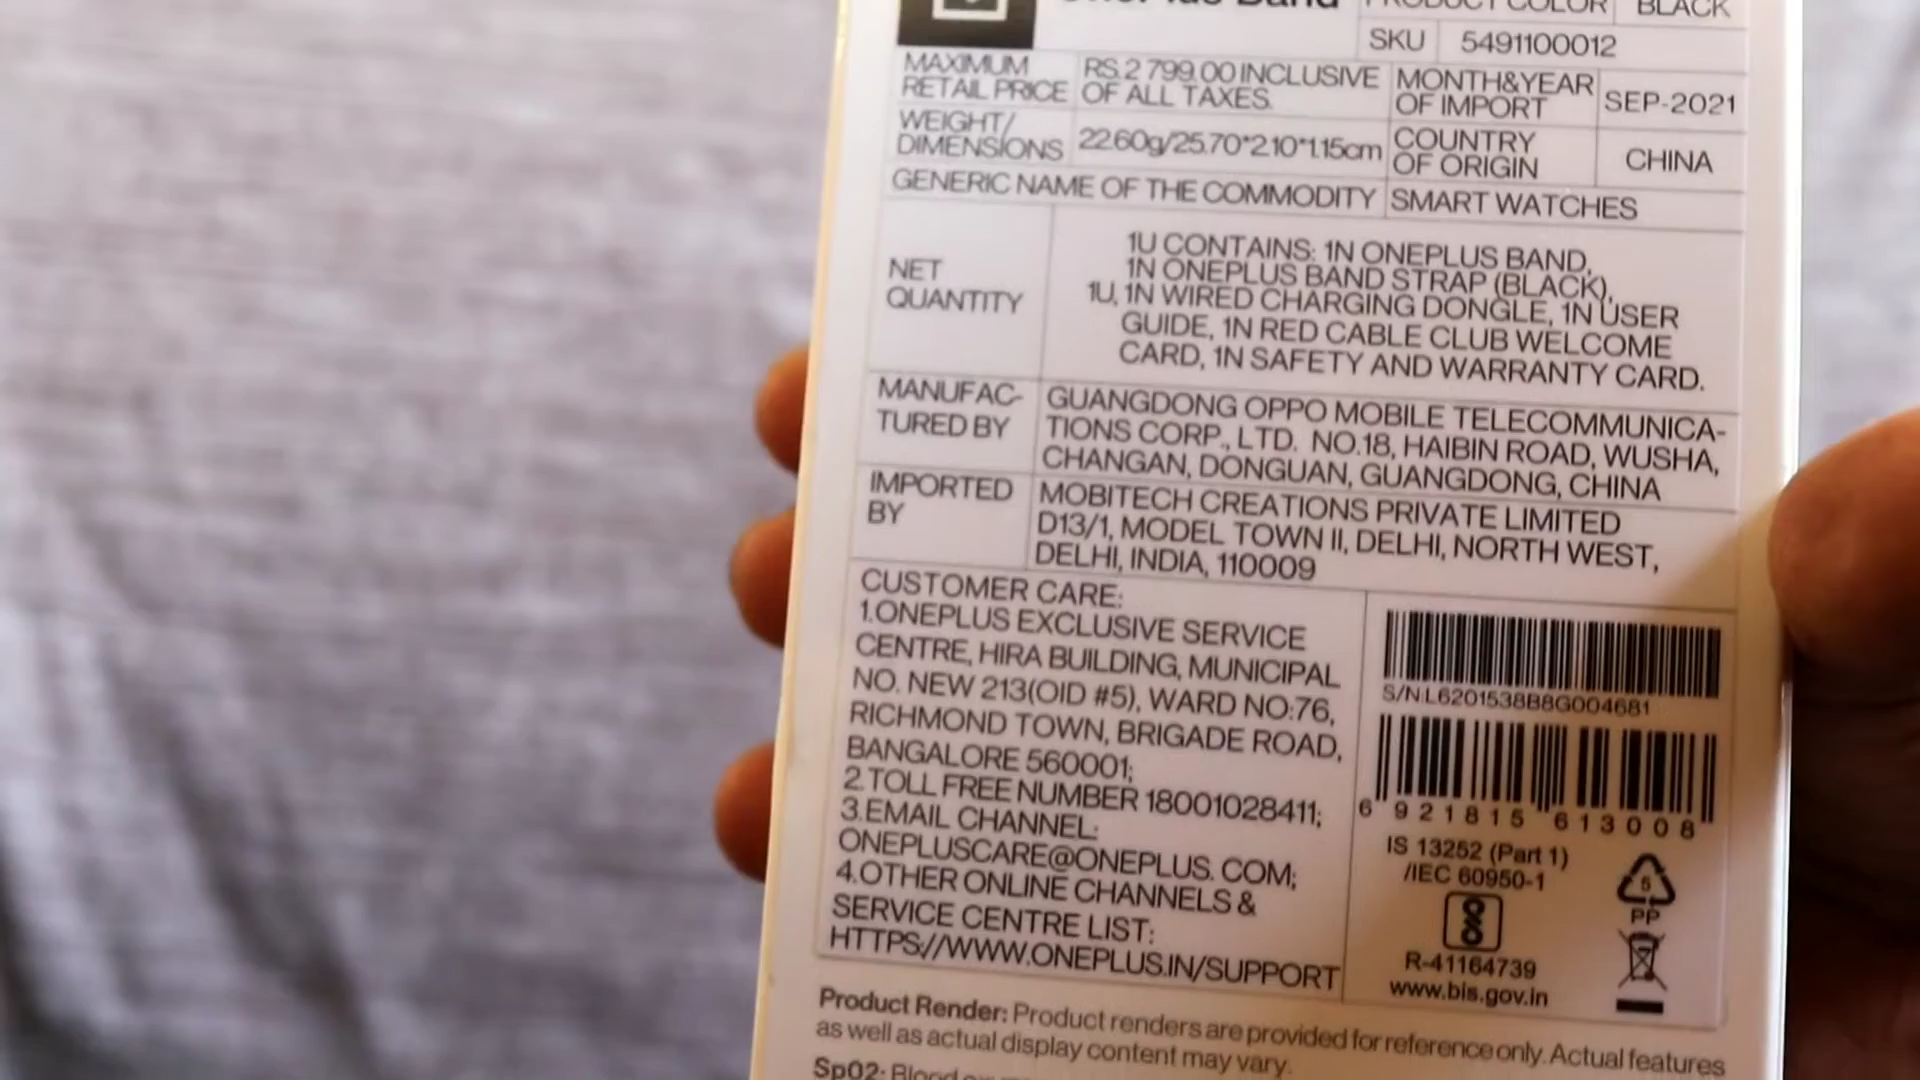 OnePlus Band
PRODUCT COLOR BLACK
SKU 5491100012
MAXIMUM
RETAIL PRICE
RS.2 799.00 INCLUSIVE
OF ALL TAXES.
MONTH&YEAR
OF IMPORT
SEP-2021
WEIGHT/
DIMENSIONS
22.60g/25.70*2.10*1.15cm
COUNTRY
OF ORIGIN
CHINA
GENERIC NAME OF THE COMMODITY SMART WATCHES
NET
QUANTITY
1U CONTAINS: 1N ONEPLUS BAND,
1N ONEPLUS BAND STRAP (BLACK),
1U, 1N WIRED CHARGING DONGLE, 1N USER
GUIDE, 1N RED CABLE CLUB WELCOME
CARD, 1N SAFETY AND WARRANTY CARD.
MANUFAC-
TURED BY
GUANGDONG OPPO MOBILE TELECOMMUNICA-
TIONS CORP., LTD. NO.18, HAIBIN ROAD, WUSHA,
CHANGAN, DONGUAN, GUANGDONG, CHINA
IMPORTED
BY
MOBITECH CREATIONS PRIVATE LIMITED
D13/1, MODEL TOWN II, DELHI, NORTH WEST,
DELHI, INDIA, 110009
CUSTOMER CARE:
1.ONEPLUS EXCLUSIVE SERVICE
CENTRE, HIRA BUILDING, MUNICIPAL
NO. NEW 213(OID #5), WARD NO:76,
RICHMOND TOWN, BRIGADE ROAD,
BANGALORE 560001;
2.TOLL FREE NUMBER 18001028411;
3.EMAIL CHANNEL:
ONEPLUSCARE@ONEPLUS. COM;
4.OTHER ONLINE CHANNELS &
SERVICE CENTRE LIST:
HTTPS://WWW.ONEPLUS.IN/SUPPORT
S/N:L6201538B8G004681
6 921815 613008
IS 13252 (Part 1)
/IEC 60950-1
R-41164739
www.bis.gov.in
5
PP
Product Render: Product renders are provided for reference only. Actual features
as well as actual display content may vary.
Sp02: Blood